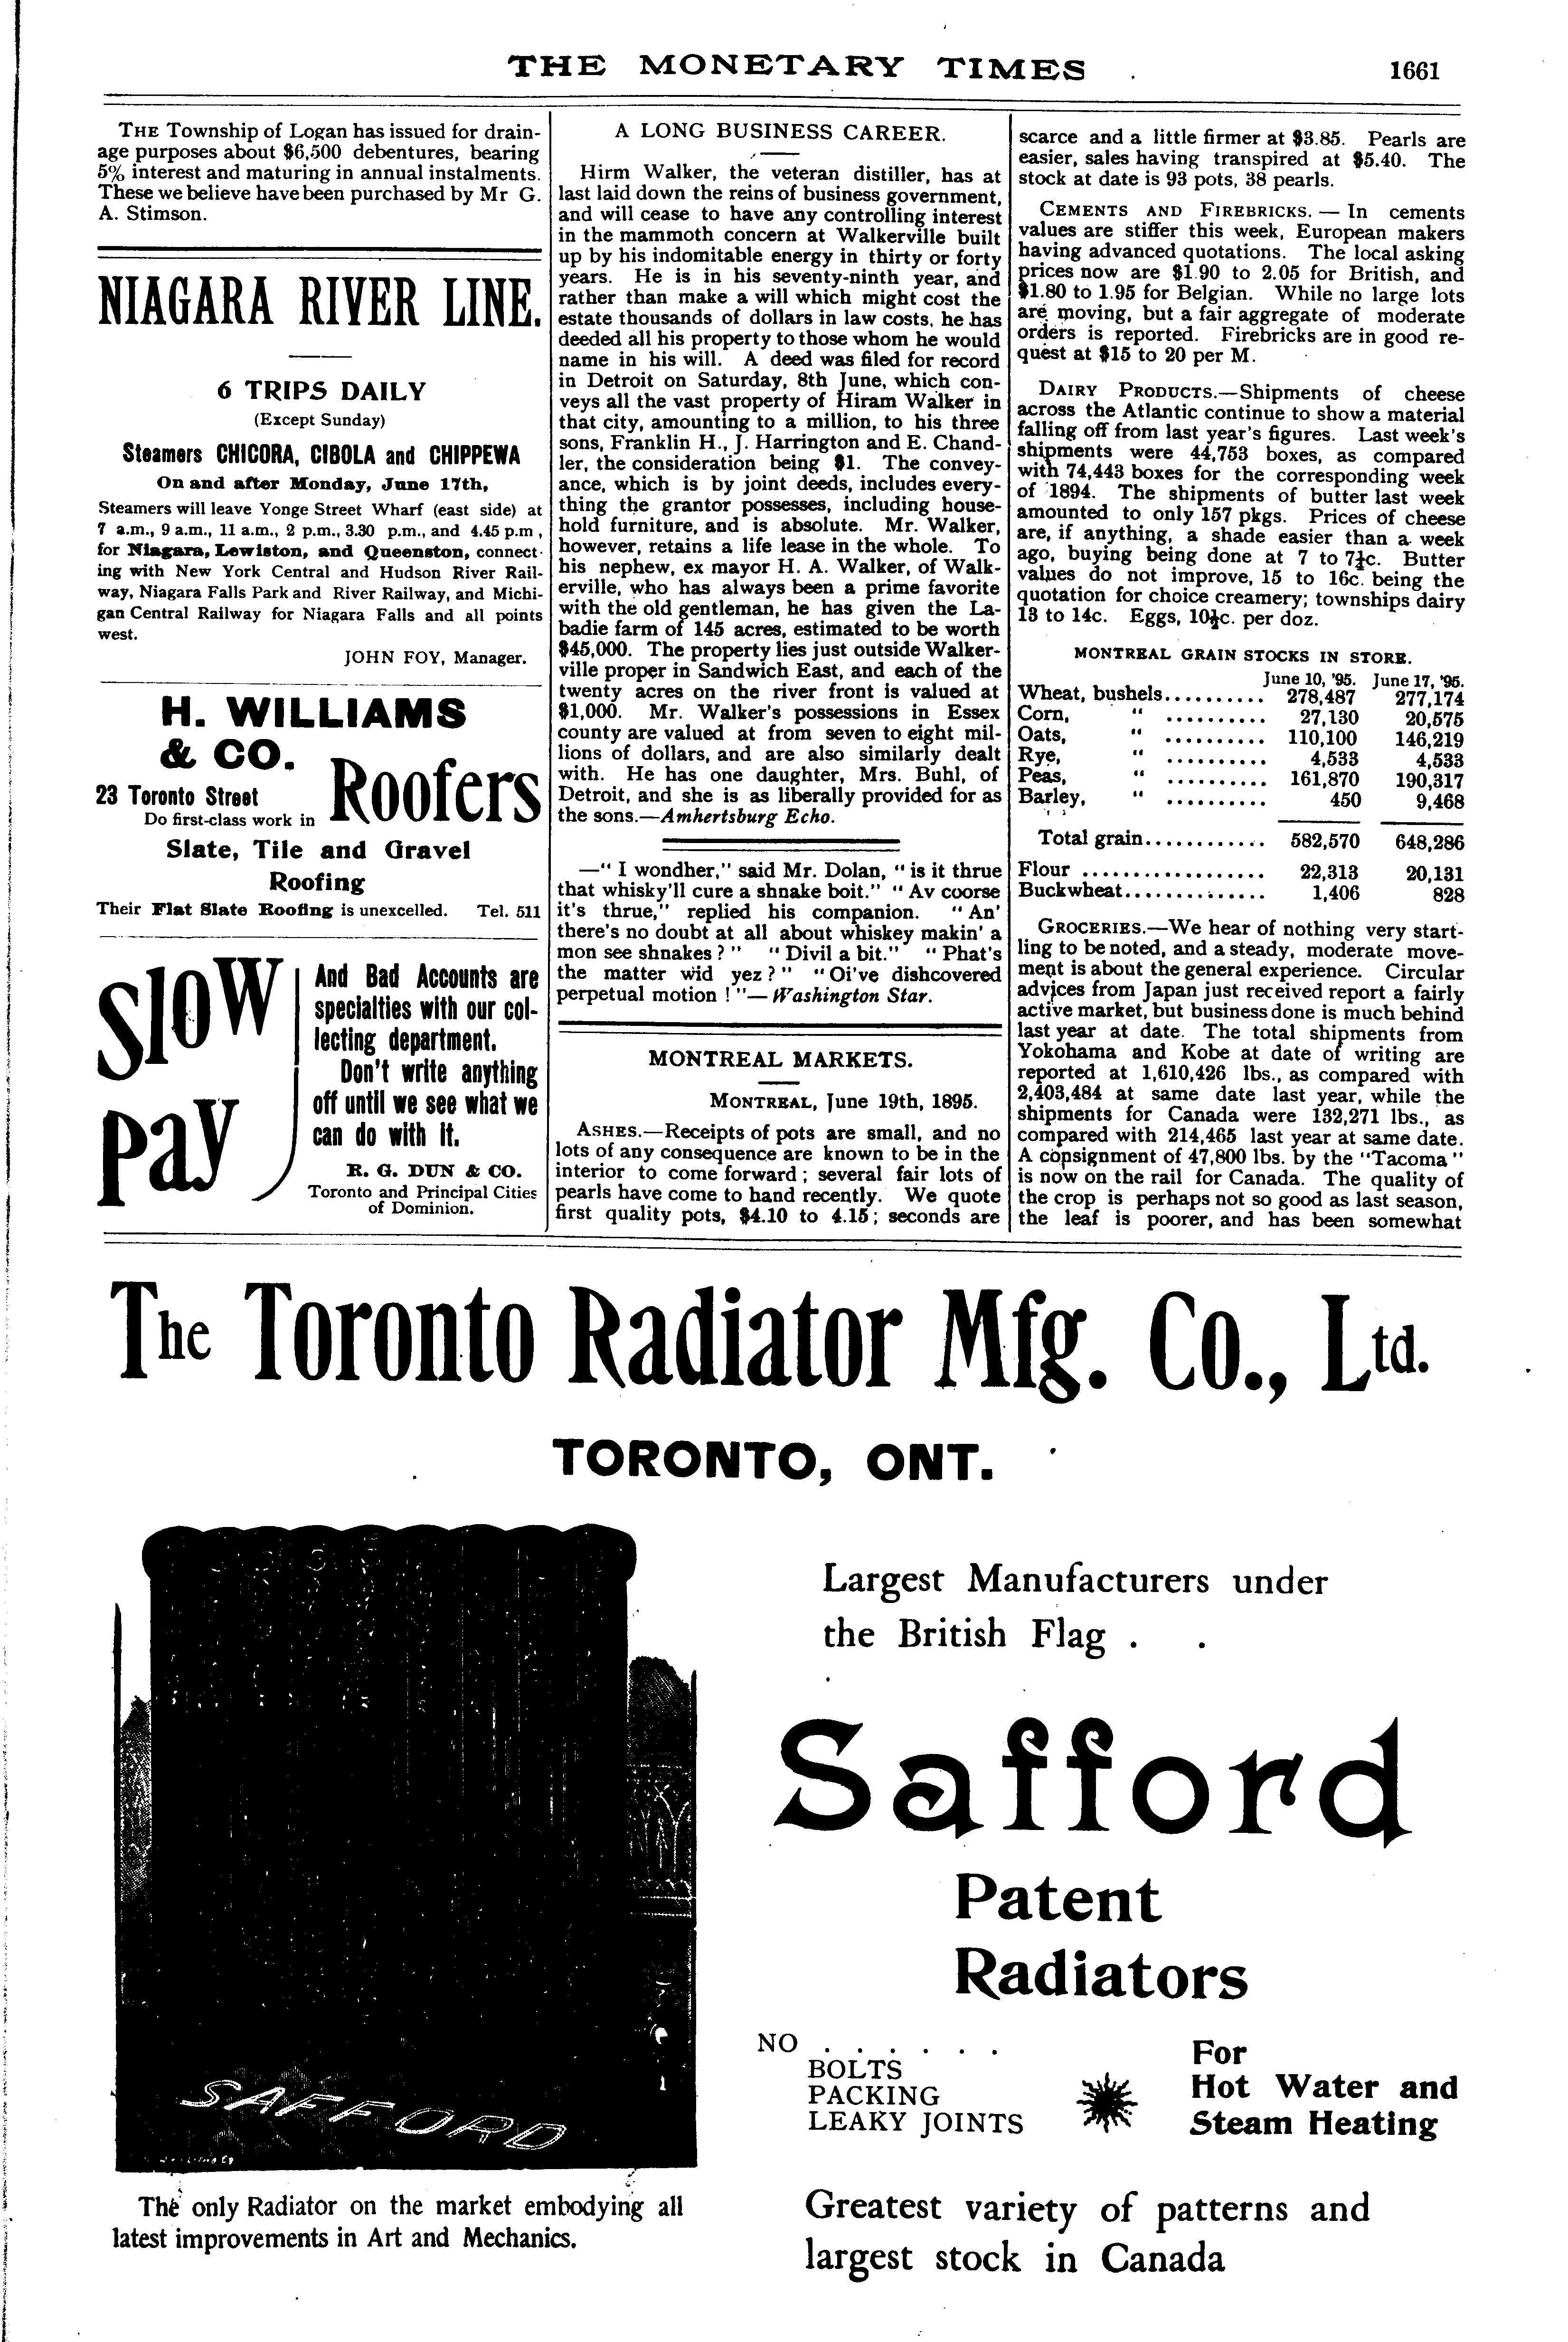 THE MONETARY TIMES 1661
THE Township of Logan has issued for drain-
age purposes about $6,500 debentures, bearing
5% interest and maturing in annual instalments.
These we believe have been purchased by Mr G.
A. Stimson.
NIAGARA RIVER LINE.
6 TRIPS DAILY
(Except Sunday)
Steamers CHICORA, CIBOLA and CHIPPEWA
On and after Monday, June 17th,
Steamers will leave Yonge Street Wharf (east side) at
7 a.m., 9 a.m., 11 a.m., 2 p.m., 3.30 p.m., and 4.45 p.m,
for Niagara, Lewiston, and Queenston, connect-
ing with New York Central and Hudson River Rail-
way, Niagara Falls Park and River Railway, and Michi-
gan Central Railway for Niagara Falls and all points
west.
JOHN FOY, Manager.
H. WILLIAMS
& CO.
23 Toronto Street
Do first-class work in
Roofers
Slate, Tile and Gravel
Roofing
Their Flat Slate Roofing is unexcelled. Tel. 511
Slow
Pay
And Bad Accounts are
specialties with our col-
lecting department.
Don't write anything
off until we see what we
can do with it.
R. G. DUN & CO.
Toronto and Principal Cities
of Dominion.
A LONG BUSINESS CAREER.
Hirm Walker, the veteran distiller, has at
last laid down the reins of business government,
and will cease to have any controlling interest
in the mammoth concern at Walkerville built
up by his indomitable energy in thirty or forty
years. He is in his seventy-ninth year, and
rather than make a will which might cost the
estate thousands of dollars in law costs, he has
deeded all his property to those whom he would
name in his will. A deed was filed for record
in Detroit on Saturday, 8th June, which con-
veys all the vast property of Hiram Walker in
that city, amounting to a million, to his three
sons, Franklin H., J. Harrington and E. Chand-
ler, the consideration being $1. The convey-
ance, which is by joint deeds, includes every-
thing the grantor possesses, including house-
hold furniture, and is absolute. Mr. Walker,
however, retains a life lease in the whole. To
his nephew, ex mayor H. A. Walker, of Walk-
erville, who has always been a prime favorite
with the old gentleman, he has given the La-
badie farm of 145 acres, estimated to be worth
$45,000. The property lies just outside Walker-
ville proper in Sandwich East, and each of the
twenty acres on the river front is valued at
$1,000. Mr. Walker's possessions in Essex
county are valued at from seven to eight mil-
lions of dollars, and are also similarly dealt
with. He has one daughter, Mrs. Buhl, of
Detroit, and she is as liberally provided for as
the sons.—Amhertsburg Echo.
—" I wondher," said Mr. Dolan, " is it thrue
that whisky'll cure a shnake boit." " Av coorse
it's thrue," replied his companion. " An'
there's no doubt at all about whiskey makin' a
mon see shnakes ? " " Divil a bit." " Phat's
the matter wid yez ? " " Oi've dishcovered
perpetual motion ! "—Washington Star.
MONTREAL MARKETS.
MONTREAL, June 19th, 1895.
ASHES.—Receipts of pots are small, and no
lots of any consequence are known to be in the
interior to come forward ; several fair lots of
pearls have come to hand recently. We quote
first quality pots, $4.10 to 4.15 ; seconds are
scarce and a little firmer at $3.85. Pearls are
easier, sales having transpired at $5.40. The
stock at date is 93 pots, 38 pearls.
CEMENTS AND FIREBRICKS. — In cements
values are stiffer this week, European makers
having advanced quotations. The local asking
prices now are $1.90 to 2.05 for British, and
$1.80 to 1.95 for Belgian. While no large lots
are moving, but a fair aggregate of moderate
orders is reported. Firebricks are in good re-
quest at $15 to 20 per M.
DAIRY PRODUCTS.—Shipments of cheese
across the Atlantic continue to show a material
falling off from last year's figures. Last week's
shipments were 44,753 boxes, as compared
with 74,443 boxes for the corresponding week
of 1894. The shipments of butter last week
amounted to only 157 pkgs. Prices of cheese
are, if anything, a shade easier than a week
ago, buying being done at 7 to 7¼c. Butter
values do not improve, 15 to 16c. being the
quotation for choice creamery; townships dairy
13 to 14c. Eggs, 10½c. per doz.
MONTREAL GRAIN STOCKS IN STORE.
June 10, '95. June 17, '95.
Wheat, bushels.......... 278,487 277,174
Corn, " .......... 27,130 20,575
Oats, " .......... 110,100 146,219
Rye, " .......... 4,533 4,533
Peas, " .......... 161,870 190,317
Barley, " .......... 450 9,468
Total grain............ 582,570 648,286
Flour .................. 22,313 20,131
Buckwheat.............. 1,406 828
GROCERIES.—We hear of nothing very start-
ling to be noted, and a steady, moderate move-
ment is about the general experience. Circular
advices from Japan just received report a fairly
active market, but business done is much behind
last year at date. The total shipments from
Yokohama and Kobe at date of writing are
reported at 1,610,426 lbs., as compared with
2,403,484 at same date last year, while the
shipments for Canada were 132,271 lbs., as
compared with 214,465 last year at same date.
A consignment of 47,800 lbs. by the "Tacoma"
is now on the rail for Canada. The quality of
the crop is perhaps not so good as last season,
the leaf is poorer, and has been somewhat
The Toronto Radiator Mfg. Co., Ltd.
TORONTO, ONT.
Largest Manufacturers under
the British Flag . .
Safford
Patent
Radiators
NO . . . . . .
BOLTS
PACKING
LEAKY JOINTS
For
Hot Water and
Steam Heating
SAFFORD
The only Radiator on the market embodying all
latest improvements in Art and Mechanics.
Greatest variety of patterns and
largest stock in Canada